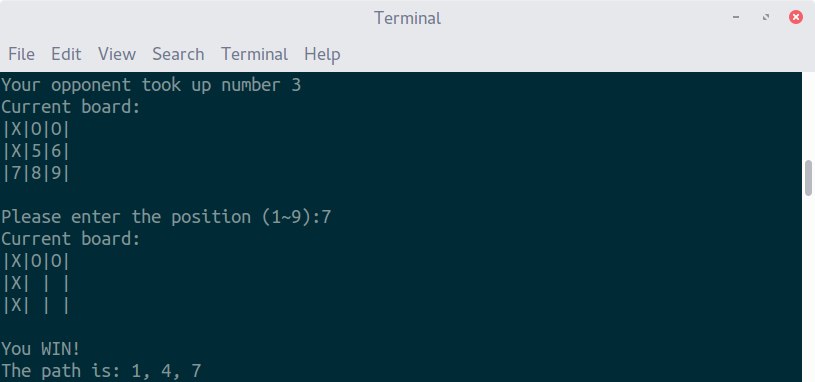 Terminal
File Edit View Search Terminal Help
Your opponent took up number 3
Current board:
|X|O|O|
|X|5|6|
|7|8|9|
Please enter the position (1~9):7
Current board:
|X|O|O|
|X| | |
|X| | |
You WIN!
The path is: 1, 4, 7